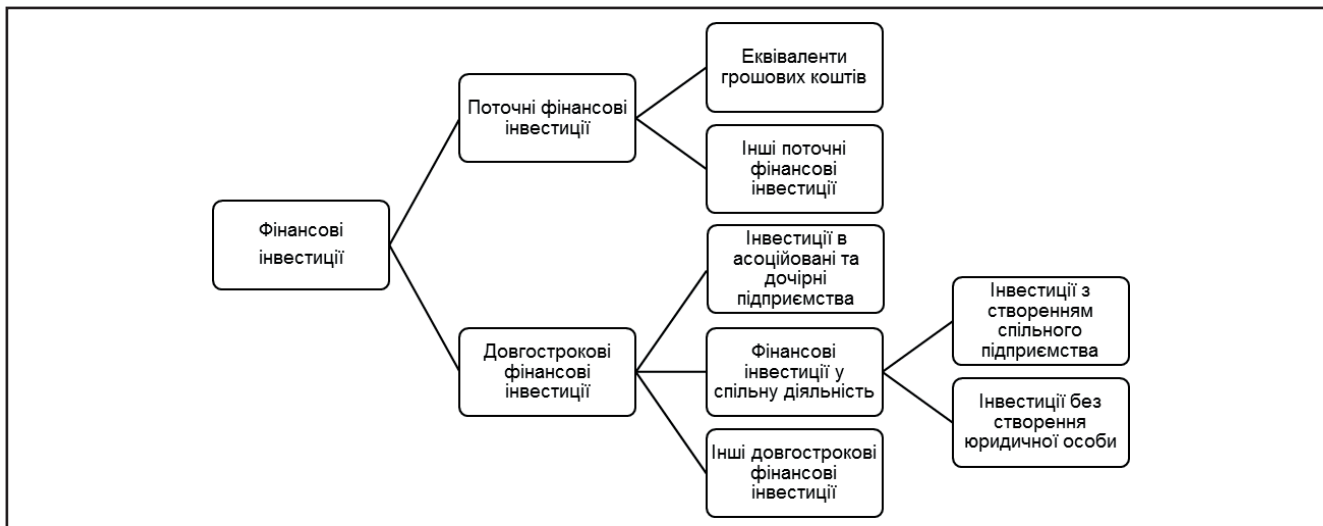 Фінансові
інвестиції
Поточні фінансові
інвестиції
Еквіваленти
грошових коштів
Інші поточні
фінансові
інвестиції
Довгострокові
фінансові
інвестиції
Інвестиції в
асоційовані та
дочірні
підприємства
Фінансові
інвестиції у
спільну діяльність
Інвестиції з
створенням
спільного
підприємства
Інвестиції без
створення
юридичної особи
Інші довгострокові
фінансові
інвестиції